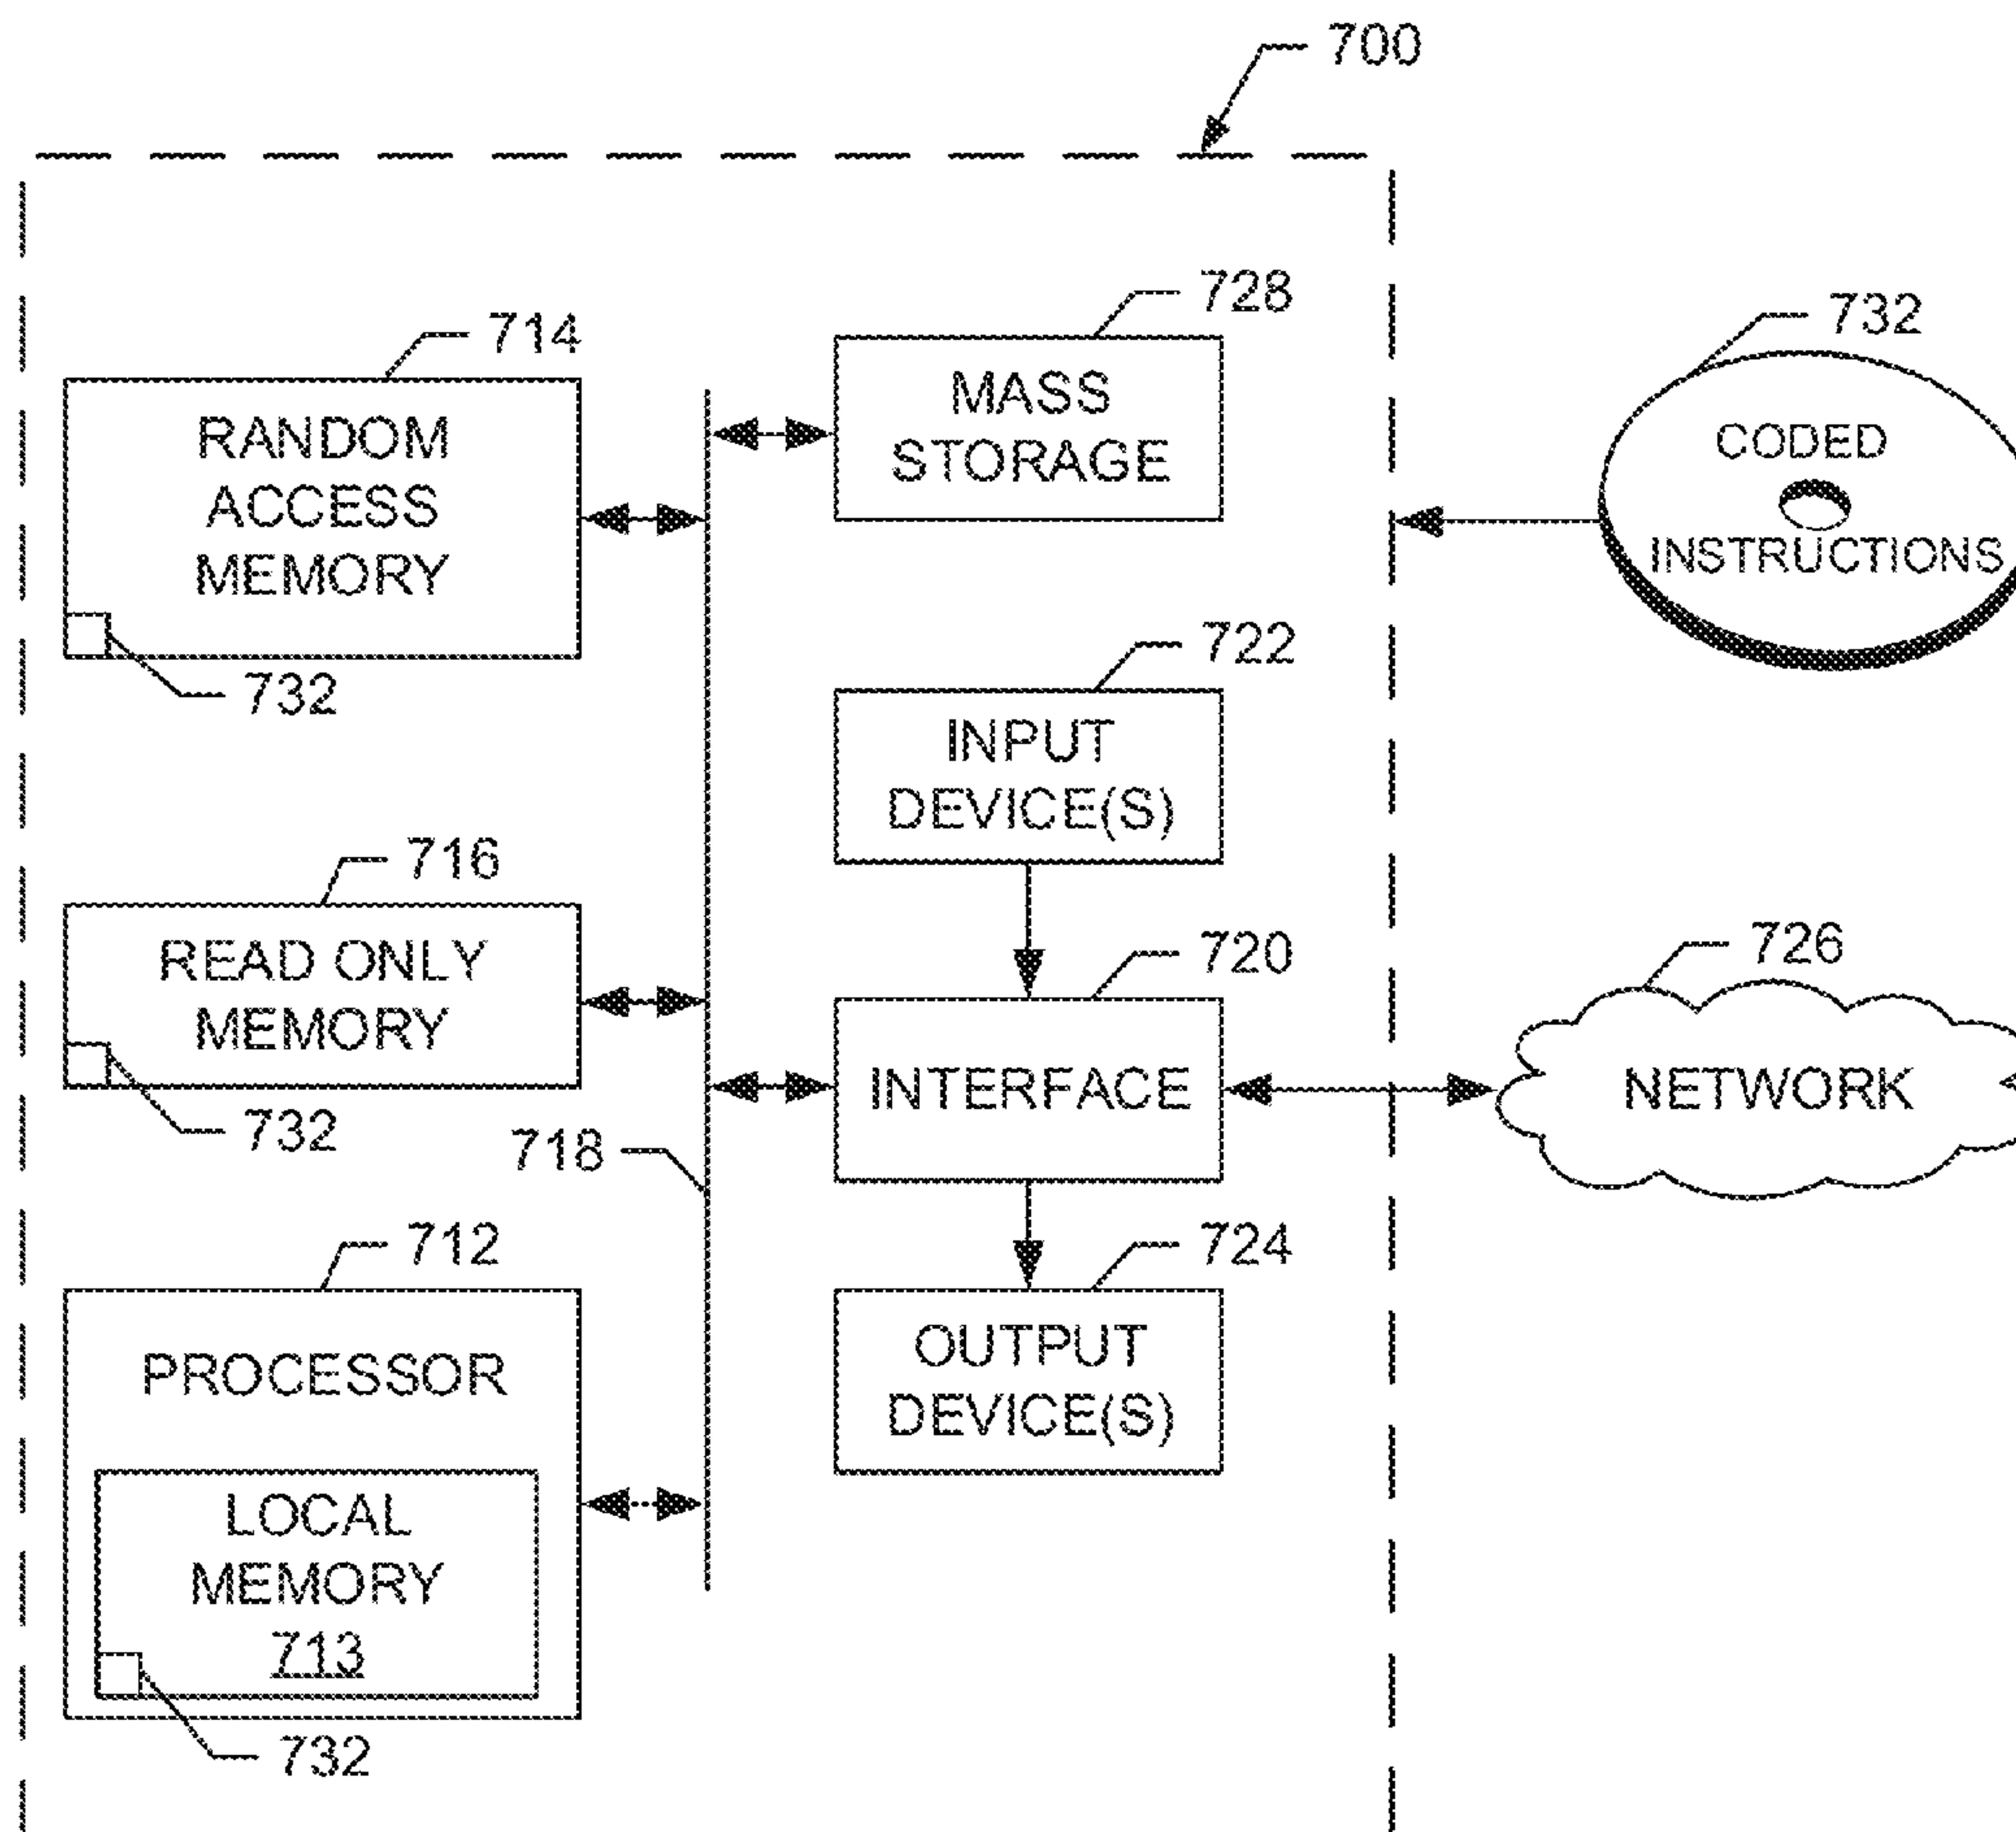 700
728
MASS
STORAGE
714
RANDOM
ACCESS
MEMORY
732
732
CODED
INSTRUCTIONS
722
INPUT
DEVICE(S)
716
READ ONLY
MEMORY
732
720
INTERFACE
726
NETWORK
718
712
PROCESSOR
LOCAL
MEMORY
713
732
724
OUTPUT
DEVICE(S)